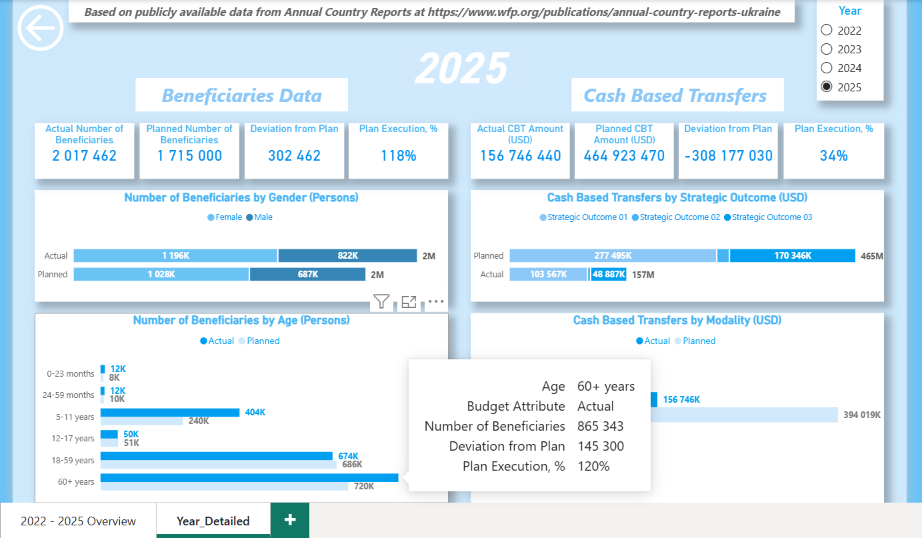 Based on publicly available data from Annual Country Reports at https://www.wfp.org/publications/annual-country-reports-ukraine
Year
2022
2023
2024
2025
2025
Beneficiaries Data
Cash Based Transfers
Actual Number of Beneficiaries
2 017 462
Planned Number of Beneficiaries
1 715 000
Deviation from Plan
302 462
Plan Execution, %
118%
Actual CBT Amount (USD)
156 746 440
Planned CBT Amount (USD)
464 923 470
Deviation from Plan
-308 177 030
Plan Execution, %
34%
Number of Beneficiaries by Gender (Persons)
Female Male
Actual 1 196K 822K 2M
Planned 1 028K 687K 2M
Cash Based Transfers by Strategic Outcome (USD)
Strategic Outcome 01 Strategic Outcome 02 Strategic Outcome 03
Planned 277 495K 170 346K 465M
Actual 103 567K 48 887K 157M
Number of Beneficiaries by Age (Persons)
Actual Planned
0-23 months 12K
8K
24-59 months 12K
10K
5-11 years 404K
240K
12-17 years 50K
51K
18-59 years 674K
686K
60+ years
720K
Cash Based Transfers by Modality (USD)
Actual Planned
156 746K
394 019K
Age 60+ years
Budget Attribute Actual
Number of Beneficiaries 865 343
Deviation from Plan 145 300
Plan Execution, % 120%
2022 - 2025 Overview Year_Detailed +